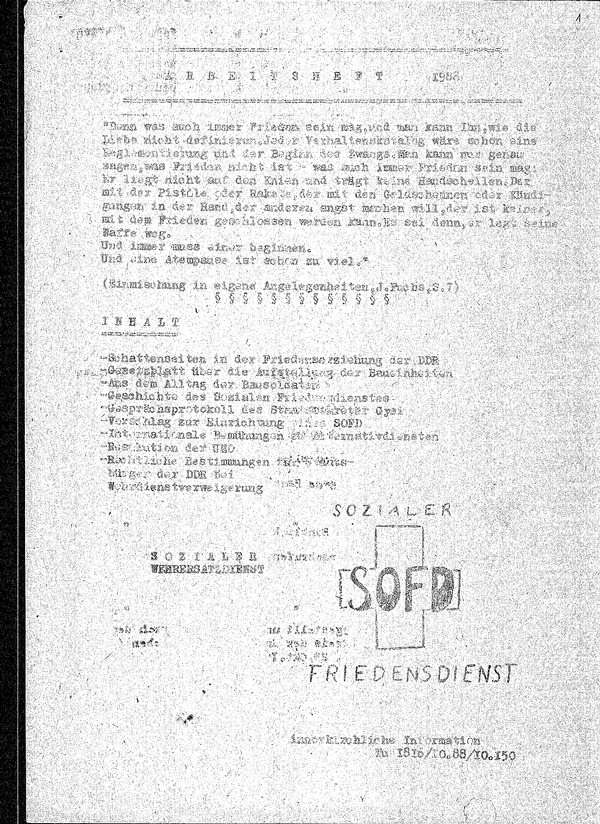 1
A R B E I T S H E F T 1988
"Denn was auch immer Frieden sein mag,und man kann ihn,wie die
Liebe nicht definieren.Jeder Verhaltenskatalog wäre schon eine
Reglementierung und der Beginn des Zwangs.Man kann nur genau
sagen,was Frieden nicht ist - was auch immer Frieden sein mag:
Er liegt nicht auf den Knien und trägt keine Handschellen.Der
mit der Pistole oder Rakete,der mit den Geldscheinen oder Kündi-
gungen in der Hand,der anderen angst machen will,der ist keiner,
mit dem Frieden geschlossen werden kann.Es sei denn,er legt seine
Waffe weg.
Und immer muss einer beginnen.
Und eine Atempause ist schon zu viel."
(Einmischung in eigene Angelegenheiten,J.Fuchs,S.7)
§ § § § § § § § § § § § §
I N H A L T
-Schattenseiten in der Friedenserziehung der DDR
-Gesetzblatt über die Aufstellung der Baueinheiten
-Aus dem Alltag der Bausoldaten
-Geschichte des Sozialen Friedensdienstes
-Gesprächsprotokoll des Staatssekretär Gysi
-Vorschlag zur Einrichtung eines SOFD
-Internationale Bemühungen zu Alternativdiensten
-Resolution der UNO
-Rechtliche Bestimmungen für Staats-
bürger der DDR bei
Wehrdienstverweigerung
SOZIALER
S O Z I A L E R
WEHRERSATZDIENST
[SOFD]
FRIEDENSDIENST
innerkirchliche Information
Zu 1816/10.88/10.150